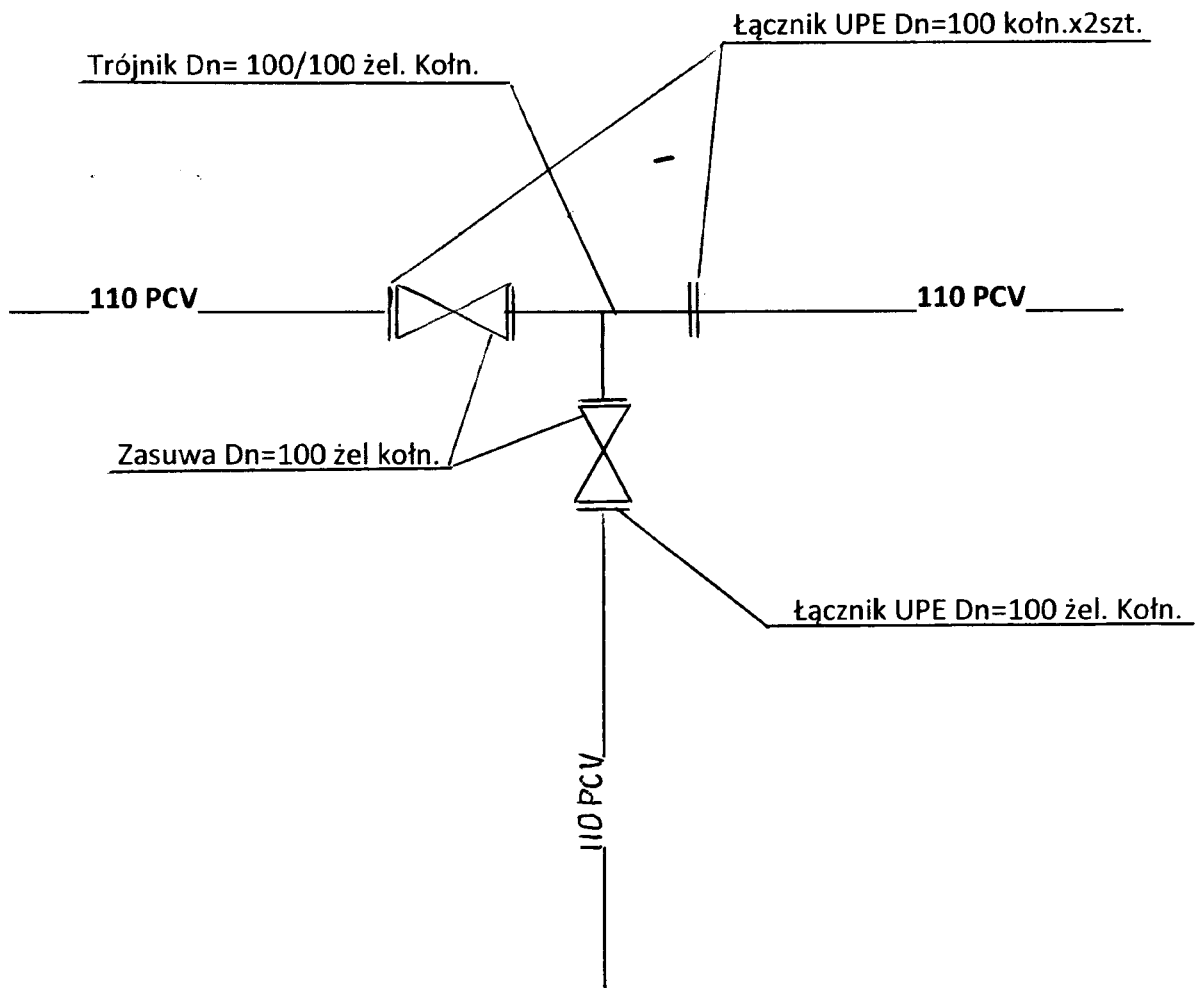 Łącznik UPE Dn=100 kołn.x2szt.
Trójnik Dn= 100/100 żel. Kołn.
110 PCV
110 PCV
Zasuwa Dn=100 żel kołn.
Łącznik UPE Dn=100 żel. Kołn.
110 PCV